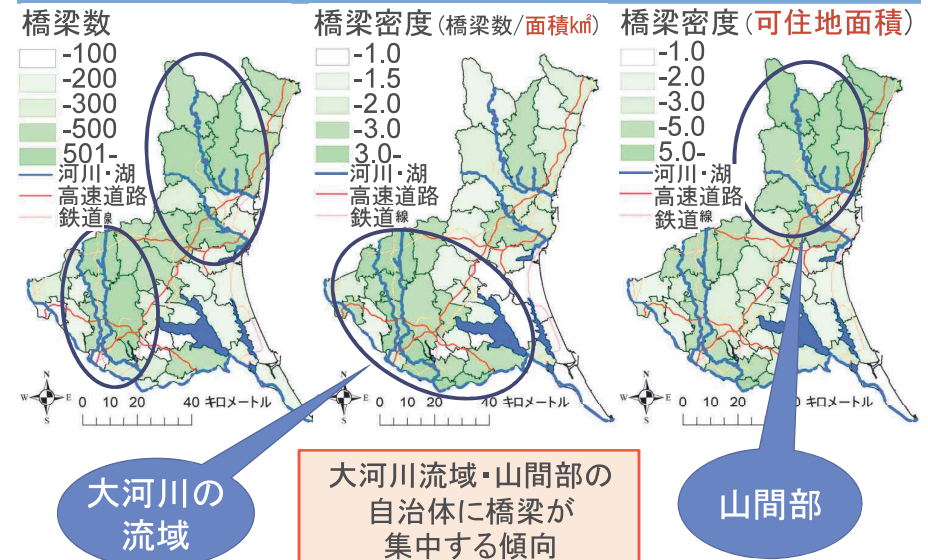 橋梁数
-100
-200
-300
-500
501-
河川・湖
高速道路
鉄道線
N
W
E
S
0 10 20 40 キロメートル
橋梁密度(橋梁数/面積㎢)
-1.0
-1.5
-2.0
-3.0
3.0-
河川・湖
高速道路
鉄道線
N
W
E
S
0 10 20 40 キロメートル
橋梁密度(可住地面積)
-1.0
-2.0
-3.0
-5.0
5.0-
河川・湖
高速道路
鉄道線
N
W
E
S
0 10 20 40 キロメートル
大河川の
流域
大河川流域・山間部の
自治体に橋梁が
集中する傾向
山間部